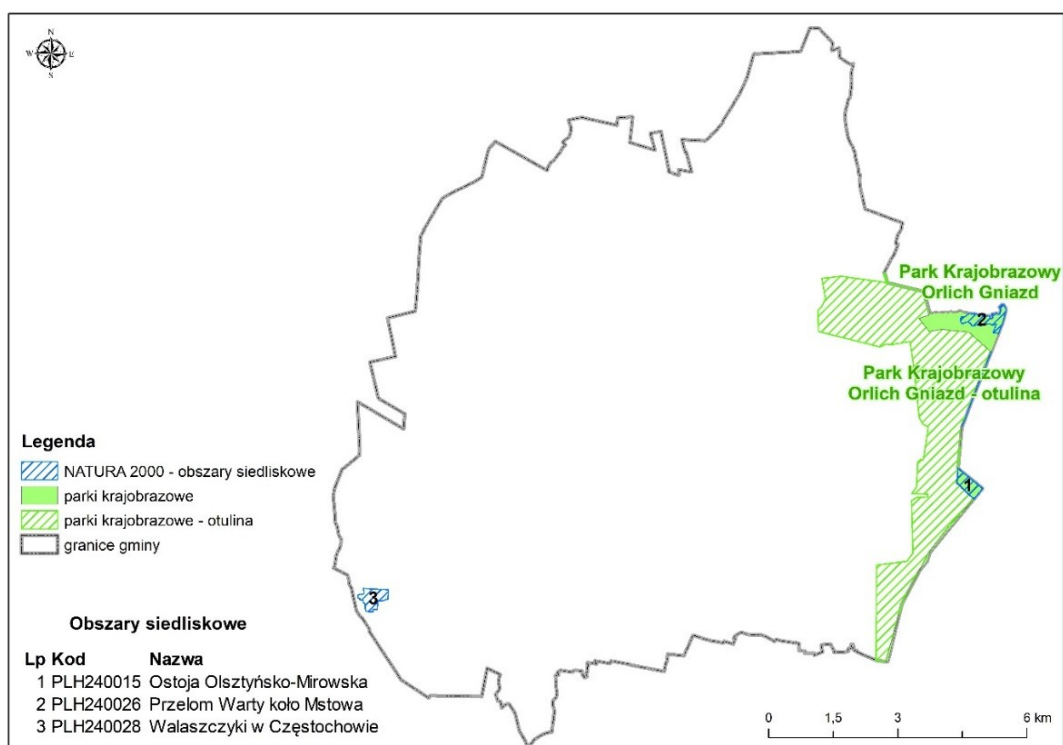 N
W E
S
Park Krajobrazowy
Orlich Gniazd
2
Park Krajobrazowy
Orlich Gniazd - otulina
1
3
Legenda
NATURA 2000 - obszary siedliskowe
parki krajobrazowe
parki krajobrazowe - otulina
granice gminy
Obszary siedliskowe
Lp Kod Nazwa
1 PLH240015 Ostoja Olsztyńsko-Mirowska
2 PLH240026 Przelom Warty koło Mstowa
3 PLH240028 Walaszczyki w Częstochowie
0 1,5 3 6 km